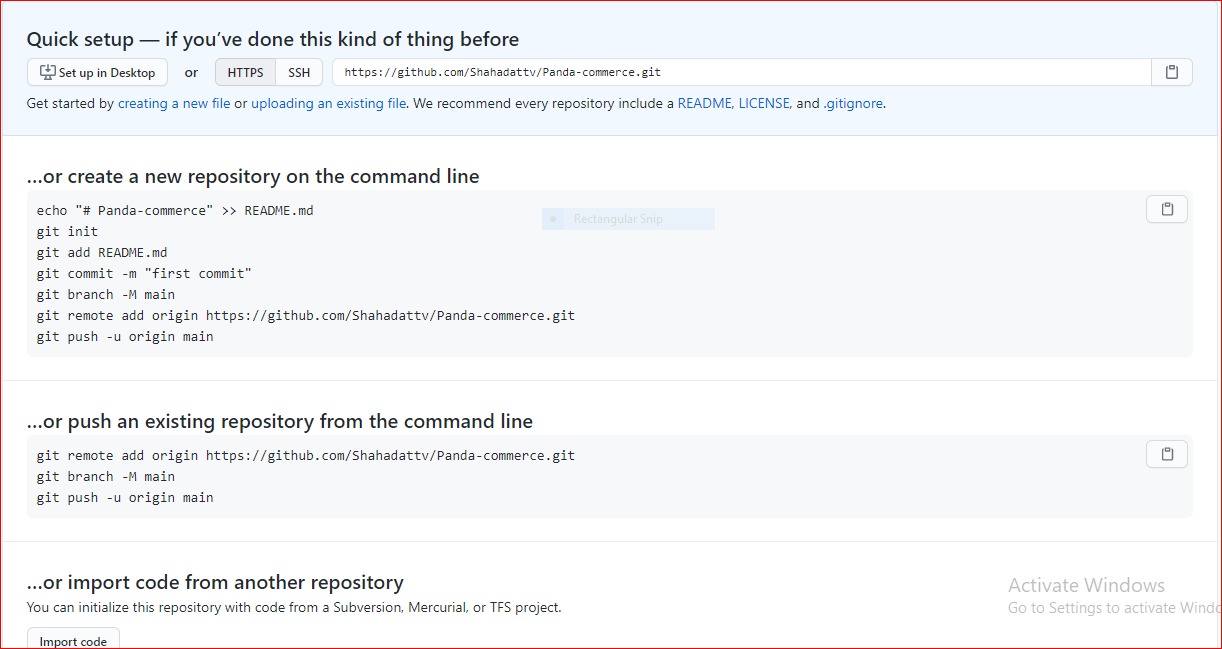 Quick setup — if you’ve done this kind of thing before
Set up in Desktop or HTTPS SSH https://github.com/Shahadattv/Panda-commerce.git
Get started by creating a new file or uploading an existing file. We recommend every repository include a README, LICENSE, and .gitignore.
…or create a new repository on the command line
echo "# Panda-commerce" >> README.md
git init
git add README.md
git commit -m "first commit"
git branch -M main
git remote add origin https://github.com/Shahadattv/Panda-commerce.git
git push -u origin main
Rectangular Snip
…or push an existing repository from the command line
git remote add origin https://github.com/Shahadattv/Panda-commerce.git
git branch -M main
git push -u origin main
…or import code from another repository
You can initialize this repository with code from a Subversion, Mercurial, or TFS project.
Import code
Activate Windows
Go to Settings to activate Windo